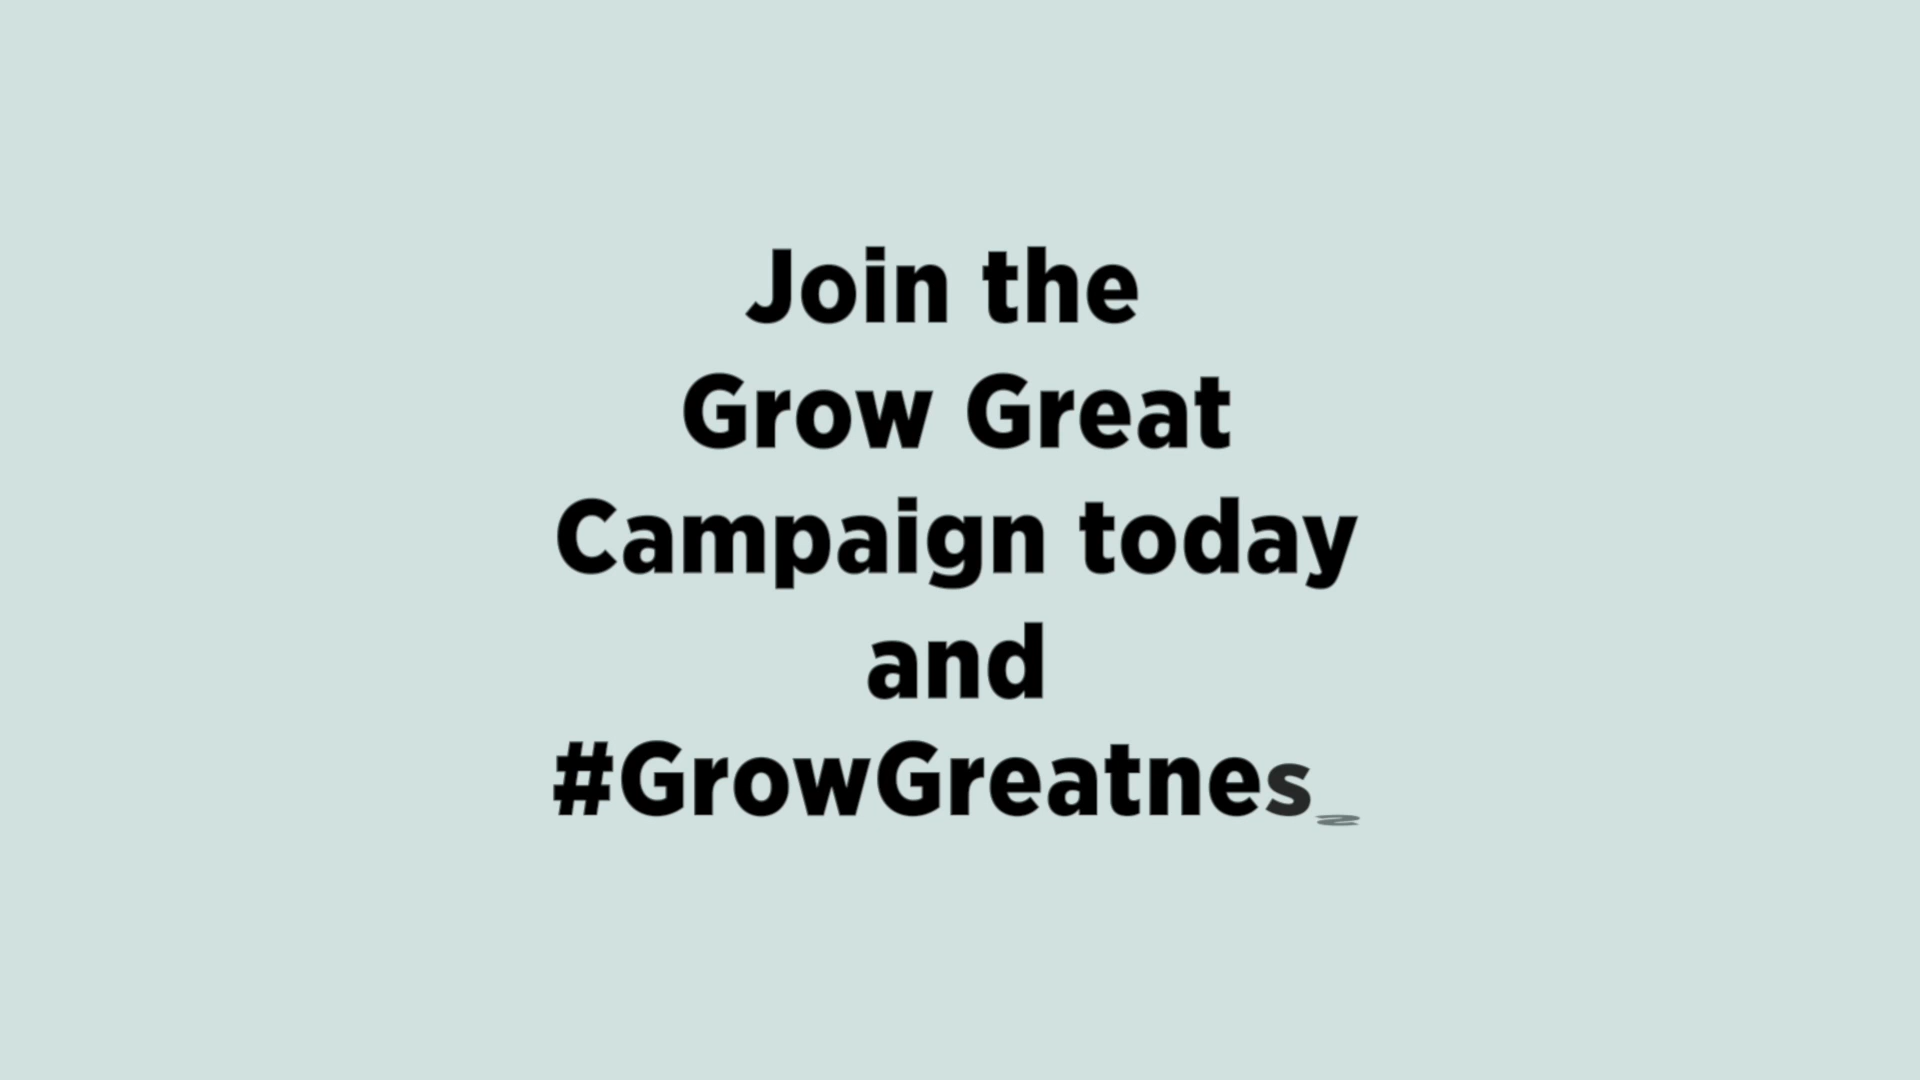 Join the
Grow Great
Campaign today
and
#GrowGreatnes